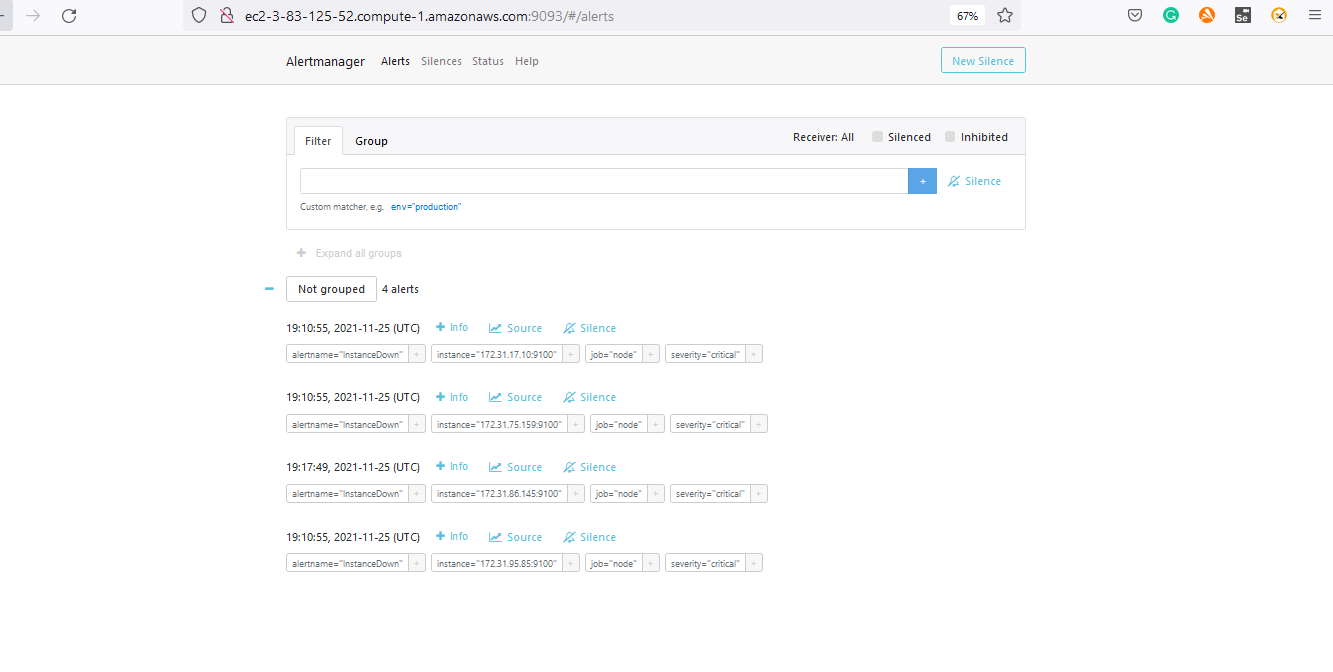 ec2-3-83-125-52.compute-1.amazonaws.com:9093/#/alerts 67%
Se
Alertmanager Alerts Silences Status Help New Silence
Filter Group Receiver: All Silenced Inhibited
+ Silence
Custom matcher, e.g. env="production"
+ Expand all groups
- Not grouped 4 alerts
19:10:55, 2021-11-25 (UTC) + Info Source Silence
alertname="InstanceDown" + instance="172.31.17.10:9100" + job="node" + severity="critical" +
19:10:55, 2021-11-25 (UTC) + Info Source Silence
alertname="InstanceDown" + instance="172.31.75.159:9100" + job="node" + severity="critical" +
19:17:49, 2021-11-25 (UTC) + Info Source Silence
alertname="InstanceDown" + instance="172.31.86.145:9100" + job="node" + severity="critical" +
19:10:55, 2021-11-25 (UTC) + Info Source Silence
alertname="InstanceDown" + instance="172.31.95.85:9100" + job="node" + severity="critical" +